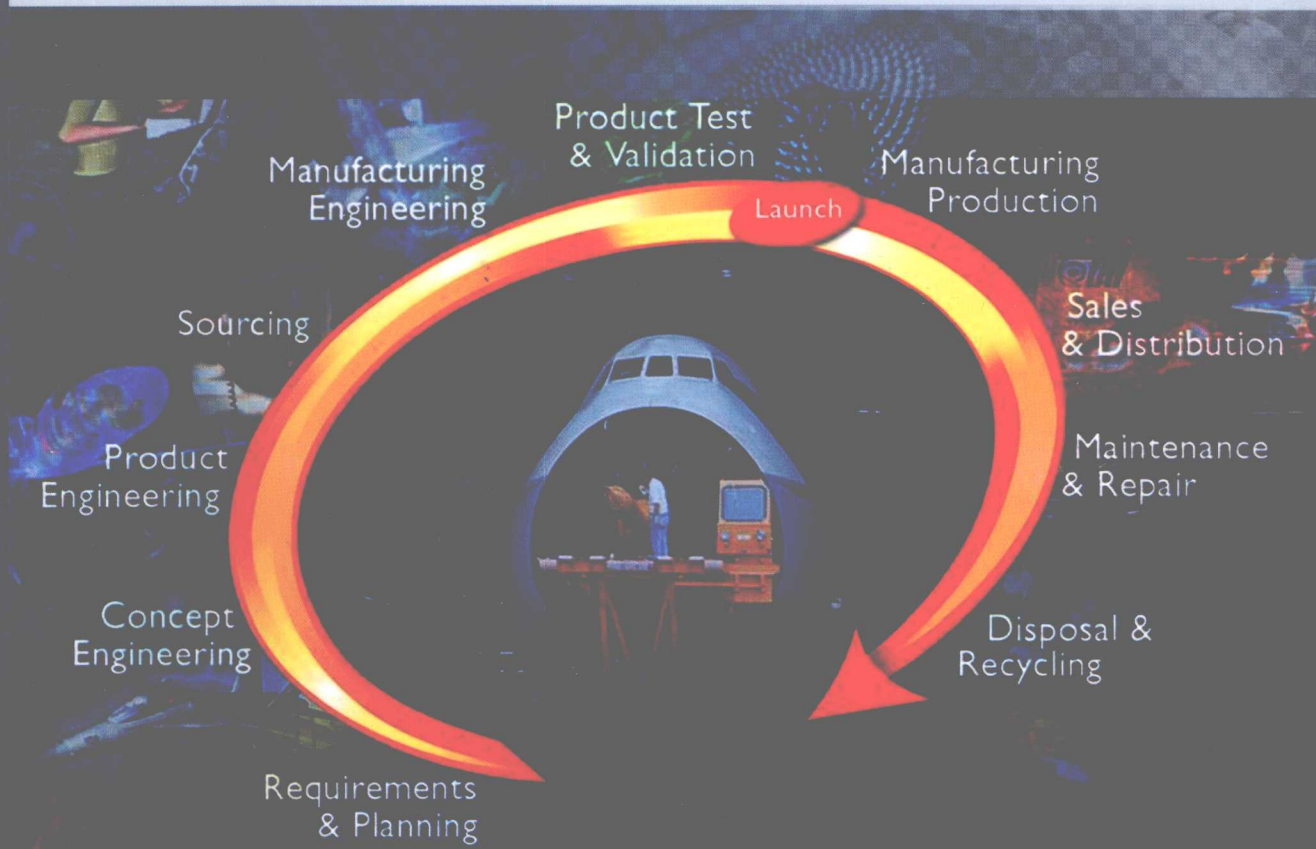 Product Test
& Validation
Manufacturing
Engineering
Launch
Manufacturing
Production
Sourcing
Sales
& Distribution
Product
Engineering
Maintenance
& Repair
Concept
Engineering
Disposal &
Recycling
Requirements
& Planning